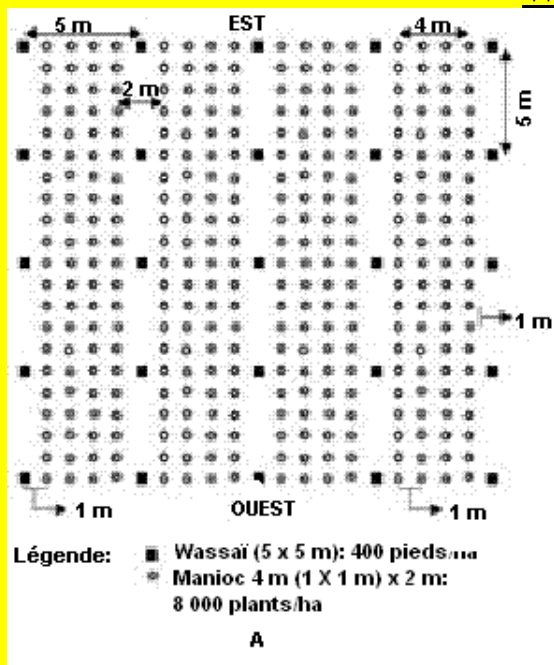 EST
5 m
4 m
2 m
5 m
1 m
1 m
OUEST
1 m
Légende:
Wassaï (5 x 5 m): 400 pieds/ha
Manioc 4 m (1 X 1 m) x 2 m:
8 000 plants/ha
A